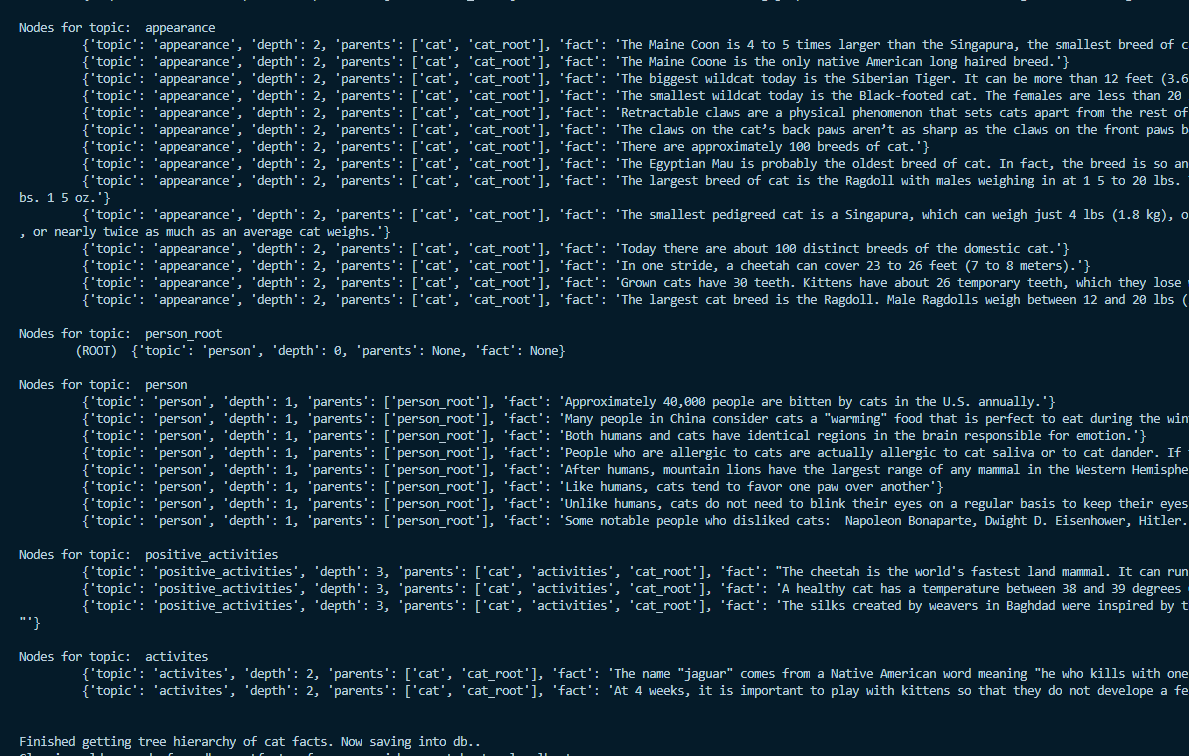 Nodes for topic:  appearance
{'topic': 'appearance', 'depth': 2, 'parents': ['cat', 'cat_root'], 'fact': 'The Maine Coon is 4 to 5 times larger than the Singapura, the smallest breed of c
{'topic': 'appearance', 'depth': 2, 'parents': ['cat', 'cat_root'], 'fact': 'The Maine Coone is the only native American long haired breed.'}
{'topic': 'appearance', 'depth': 2, 'parents': ['cat', 'cat_root'], 'fact': 'The biggest wildcat today is the Siberian Tiger. It can be more than 12 feet (3.6
{'topic': 'appearance', 'depth': 2, 'parents': ['cat', 'cat_root'], 'fact': 'The smallest wildcat today is the Black-footed cat. The females are less than 20
{'topic': 'appearance', 'depth': 2, 'parents': ['cat', 'cat_root'], 'fact': 'Retractable claws are a physical phenomenon that sets cats apart from the rest of
{'topic': 'appearance', 'depth': 2, 'parents': ['cat', 'cat_root'], 'fact': 'The claws on the cat’s back paws aren’t as sharp as the claws on the front paws b
{'topic': 'appearance', 'depth': 2, 'parents': ['cat', 'cat_root'], 'fact': 'There are approximately 100 breeds of cat.'}
{'topic': 'appearance', 'depth': 2, 'parents': ['cat', 'cat_root'], 'fact': 'The Egyptian Mau is probably the oldest breed of cat. In fact, the breed is so an
{'topic': 'appearance', 'depth': 2, 'parents': ['cat', 'cat_root'], 'fact': 'The largest breed of cat is the Ragdoll with males weighing in at 1 5 to 20 lbs.
bs. 1 5 oz.'}
{'topic': 'appearance', 'depth': 2, 'parents': ['cat', 'cat_root'], 'fact': 'The smallest pedigreed cat is a Singapura, which can weigh just 4 lbs (1.8 kg), o
, or nearly twice as much as an average cat weighs.'}
{'topic': 'appearance', 'depth': 2, 'parents': ['cat', 'cat_root'], 'fact': 'Today there are about 100 distinct breeds of the domestic cat.'}
{'topic': 'appearance', 'depth': 2, 'parents': ['cat', 'cat_root'], 'fact': 'In one stride, a cheetah can cover 23 to 26 feet (7 to 8 meters).'}
{'topic': 'appearance', 'depth': 2, 'parents': ['cat', 'cat_root'], 'fact': 'Grown cats have 30 teeth. Kittens have about 26 temporary teeth, which they lose
{'topic': 'appearance', 'depth': 2, 'parents': ['cat', 'cat_root'], 'fact': 'The largest cat breed is the Ragdoll. Male Ragdolls weigh between 12 and 20 lbs (
Nodes for topic:  person_root
(ROOT)  {'topic': 'person', 'depth': 0, 'parents': None, 'fact': None}
Nodes for topic:  person
{'topic': 'person', 'depth': 1, 'parents': ['person_root'], 'fact': 'Approximately 40,000 people are bitten by cats in the U.S. annually.'}
{'topic': 'person', 'depth': 1, 'parents': ['person_root'], 'fact': 'Many people in China consider cats a "warming" food that is perfect to eat during the win
{'topic': 'person', 'depth': 1, 'parents': ['person_root'], 'fact': 'Both humans and cats have identical regions in the brain responsible for emotion.'}
{'topic': 'person', 'depth': 1, 'parents': ['person_root'], 'fact': 'People who are allergic to cats are actually allergic to cat saliva or to cat dander. If
{'topic': 'person', 'depth': 1, 'parents': ['person_root'], 'fact': 'After humans, mountain lions have the largest range of any mammal in the Western Hemisphe
{'topic': 'person', 'depth': 1, 'parents': ['person_root'], 'fact': 'Like humans, cats tend to favor one paw over another'}
{'topic': 'person', 'depth': 1, 'parents': ['person_root'], 'fact': 'Unlike humans, cats do not need to blink their eyes on a regular basis to keep their eyes
{'topic': 'person', 'depth': 1, 'parents': ['person_root'], 'fact': 'Some notable people who disliked cats:  Napoleon Bonaparte, Dwight D. Eisenhower, Hitler.
Nodes for topic:  positive_activities
{'topic': 'positive_activities', 'depth': 3, 'parents': ['cat', 'activities', 'cat_root'], 'fact': "The cheetah is the world's fastest land mammal. It can run
{'topic': 'positive_activities', 'depth': 3, 'parents': ['cat', 'activities', 'cat_root'], 'fact': 'A healthy cat has a temperature between 38 and 39 degrees
{'topic': 'positive_activities', 'depth': 3, 'parents': ['cat', 'activities', 'cat_root'], 'fact': 'The silks created by weavers in Baghdad were inspired by t
"'}
Nodes for topic:  activites
{'topic': 'activites', 'depth': 2, 'parents': ['cat', 'cat_root'], 'fact': 'The name "jaguar" comes from a Native American word meaning "he who kills with one
{'topic': 'activites', 'depth': 2, 'parents': ['cat', 'cat_root'], 'fact': 'At 4 weeks, it is important to play with kittens so that they do not develope a fe
Finished getting tree hierarchy of cat facts. Now saving into db..